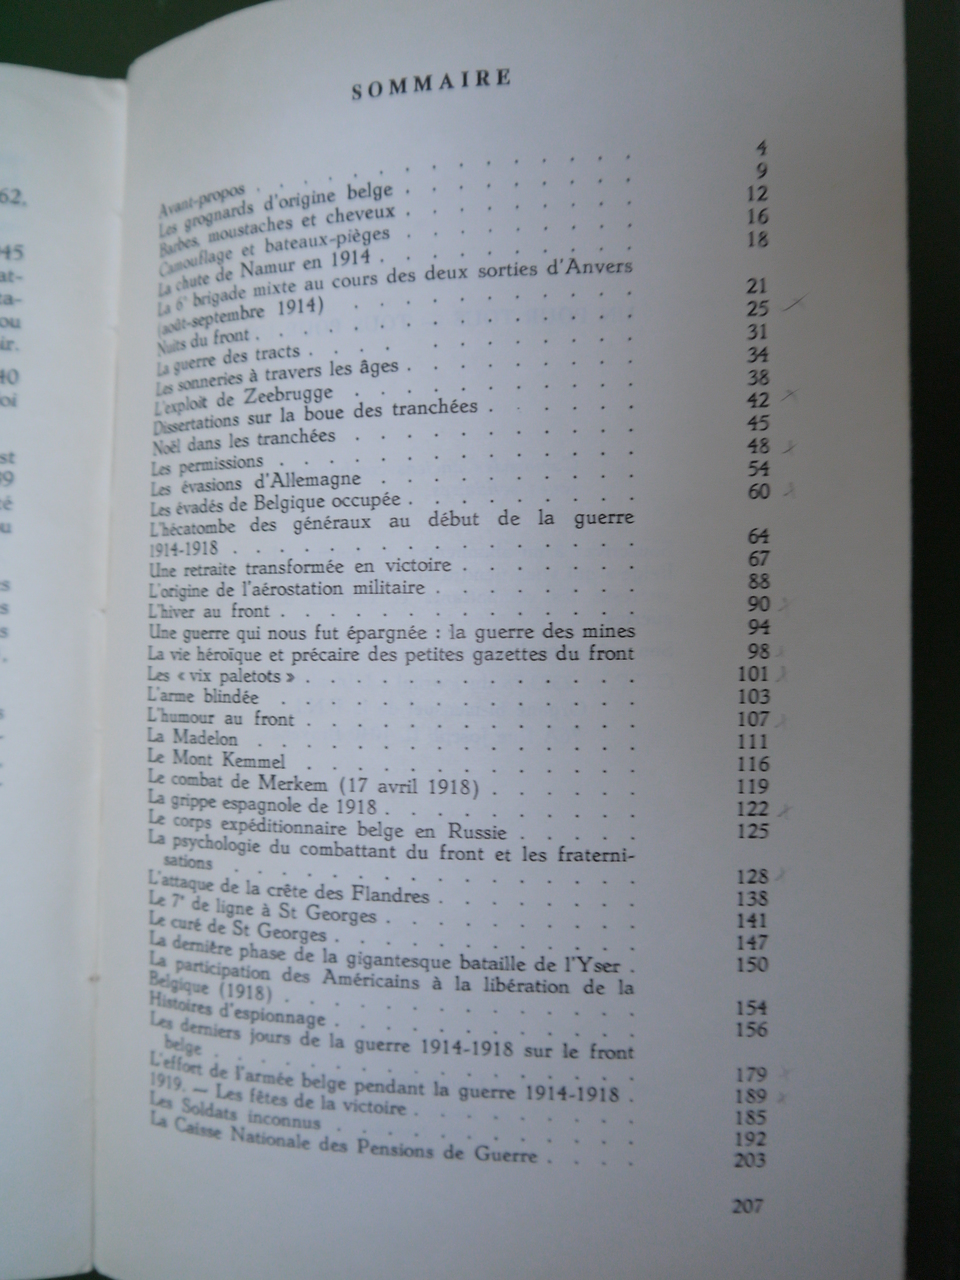 SOMMAIRE
Avant-propos . . . . . . . . . . . 4
Les grognards d'origine belge . . . . . . . 9
Barbes, moustaches et cheveux . . . . . . . 12
Camouflage et bateaux-pièges . . . . . . . 16
La chute de Namur en 1914 . . . . . . . 18
La 6e brigade mixte au cours des deux sorties d'Anvers
(août-septembre 1914) . . . . . . . . 21
Nuits du front . . . . . . . . . . 25
La guerre des tracts . . . . . . . . . 31
Les sonneries à travers les âges . . . . . . . 34
L'exploit de Zeebrugge . . . . . . . . 38
Dissertations sur la boue des tranchées . . . . . . 42
Noël dans les tranchées . . . . . . . . 45
Les permissions . . . . . . . . . . 48
Les évasions d'Allemagne . . . . . . . . 54
Les évadés de Belgique occupée . . . . . . . 60
L'hécatombe des généraux au début de la guerre
1914-1918 . . . . . . . . . . . 64
Une retraite transformée en victoire . . . . . . 67
L'origine de l'aérostation militaire . . . . . . 88
L'hiver au front . . . . . . . . . . 90
Une guerre qui nous fut épargnée : la guerre des mines 94
La vie héroïque et précaire des petites gazettes du front 98
Les « vix paletots » . . . . . . . . . 101
L'arme blindée . . . . . . . . . . 103
L'humour au front . . . . . . . . . 107
La Madelon . . . . . . . . . . . 111
Le Mont Kemmel . . . . . . . . . 116
Le combat de Merkem (17 avril 1918) . . . . . 119
La grippe espagnole de 1918 . . . . . . . 122
Le corps expéditionnaire belge en Russie . . . . . 125
La psychologie du combattant du front et les fraterni-
sations . . . . . . . . . . . 128
L'attaque de la crête des Flandres . . . . . . 138
Le 7e de ligne à St Georges . . . . . . . 141
Le curé de St Georges . . . . . . . . 147
La dernière phase de la gigantesque bataille de l'Yser . 150
La participation des Américains à la libération de la
Belgique (1918) . . . . . . . . . 154
Histoires d'espionnage . . . . . . . . 156
Les derniers jours de la guerre 1914-1918 sur le front
belge . . . . . . . . . . . 179
L'effort de l'armée belge pendant la guerre 1914-1918 . 189
1919. — Les fêtes de la victoire . . . . . . 185
Les Soldats inconnus . . . . . . . . 192
La Caisse Nationale des Pensions de Guerre . . . . 203
207